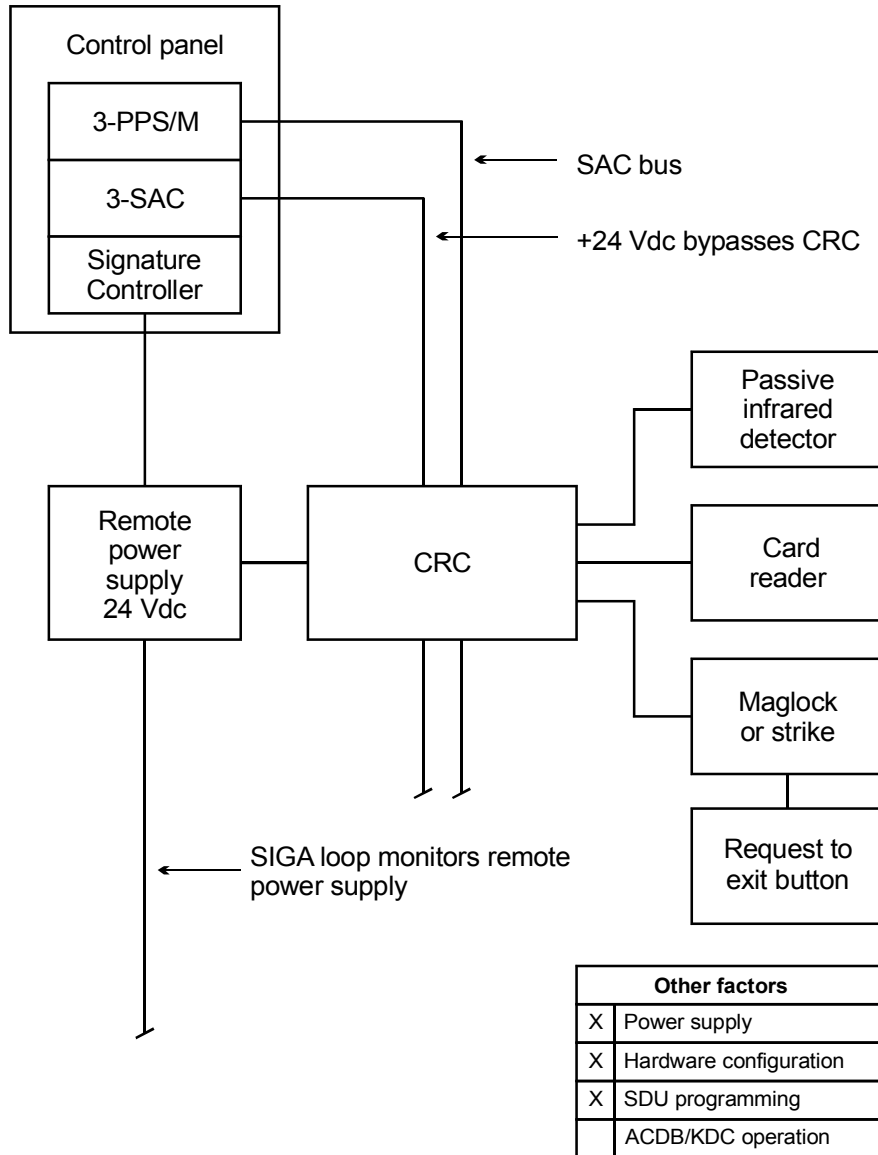 Control panel
3-PPS/M
3-SAC
Signature
Controller
SAC bus
+24 Vdc bypasses CRC
Passive
infrared
detector
Remote
power
supply
24 Vdc
CRC
Card
reader
Maglock
or strike
SIGA loop monitors remote
power supply
Request to
exit button
Other factors
X Power supply
X Hardware configuration
X SDU programming
ACDB/KDC operation